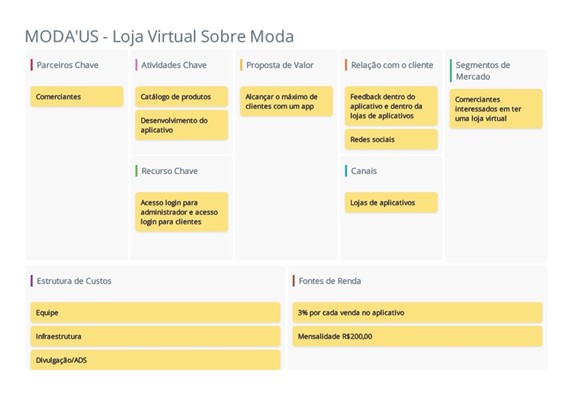 MODA'US - Loja Virtual Sobre Moda
Parceiros Chave
Comerciantes
Atividades Chave
Catálogo de produtos
Desenvolvimento do
aplicativo
Recurso Chave
Acesso login para
administrador e acesso
login para clientes
Proposta de Valor
Alcançar o máximo de
clientes com um app
Relação com o cliente
Feedback dentro do
aplicativo e dentro da
lojas de aplicativos
Redes sociais
Canais
Lojas de aplicativos
Segmentos de
Mercado
Comerciantes
interessados em ter
uma loja virtual
Estrutura de Custos
Equipe
Infraestrutura
Divulgação/ADS
Fontes de Renda
3% por cada venda no aplicativo
Mensalidade R$200,00